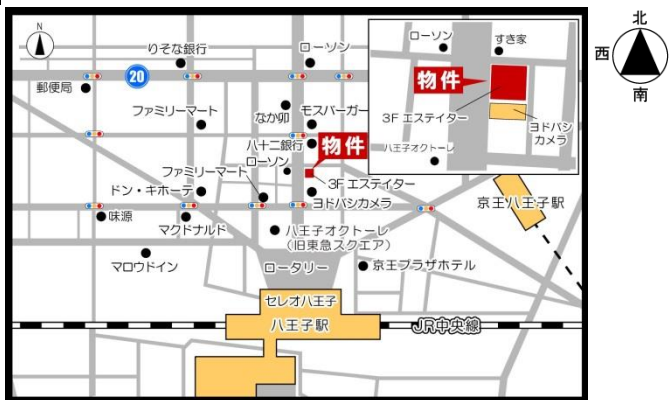 N
りそな銀行
ローソン
20
郵便局
ファミリーマート
なか卯
モスバーガー
八十二銀行
物件
ファミリーマート
ローソン
3F エステイター
ドン・キホーテ
ヨドバシカメラ
味源
マクドナルド
八王子オクトーレ
(旧東急スクエア)
マロウドイン
ロータリー
京王プラザホテル
京王八王子駅
セレオ八王子
八王子駅
JR中央線
ローソン
すき家
物件
3F エステイター
ヨドバシ
カメラ
八王子オクトーレ
北
西
南